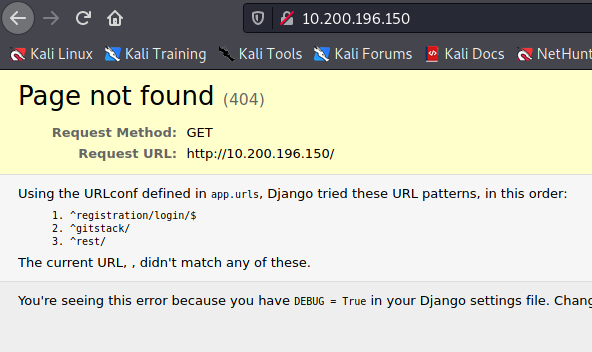 10.200.196.150
Kali Linux Kali Training Kali Tools Kali Forums Kali Docs NetHunt
Page not found (404)
Request Method: GET
Request URL: http://10.200.196.150/
Using the URLconf defined in app.urls, Django tried these URL patterns, in this order:
1. ^registration/login/$
2. ^gitstack/
3. ^rest/
The current URL, , didn't match any of these.
You're seeing this error because you have DEBUG = True in your Django settings file. Chang